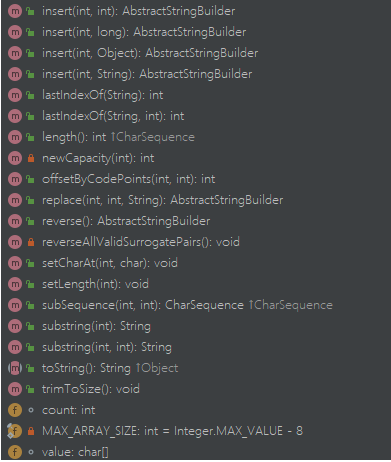 m insert(int, int): AbstractStringBuilder
m insert(int, long): AbstractStringBuilder
m insert(int, Object): AbstractStringBuilder
m insert(int, String): AbstractStringBuilder
m lastIndexOf(String): int
m lastIndexOf(String, int): int
m length(): int ↑CharSequence
m newCapacity(int): int
m offsetByCodePoints(int, int): int
m replace(int, int, String): AbstractStringBuilder
m reverse(): AbstractStringBuilder
m reverseAllValidSurrogatePairs(): void
m setCharAt(int, char): void
m setLength(int): void
m subSequence(int, int): CharSequence ↑CharSequence
m substring(int): String
m substring(int, int): String
m toString(): String ↑Object
m trimToSize(): void
f count: int
f MAX_ARRAY_SIZE: int = Integer.MAX_VALUE - 8
f value: char[]